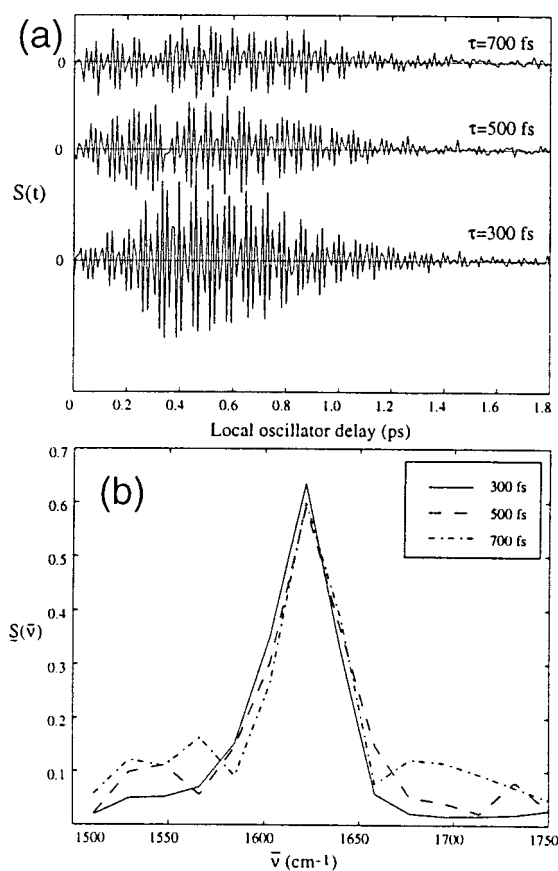 (a)
τ=700 fs
0
τ=500 fs
0
S(t)
τ=300 fs
0
0 0.2 0.4 0.6 0.8 1.0 1.2 1.4 1.6 1.8
Local oscillator delay (ps)
0.7
(b)
300 fs
500 fs
700 fs
0.6
0.5
0.4
S(ν̄)
0.3
0.2
0.1
1500 1550 1600 1650 1700 1750
ν̄ (cm-1)